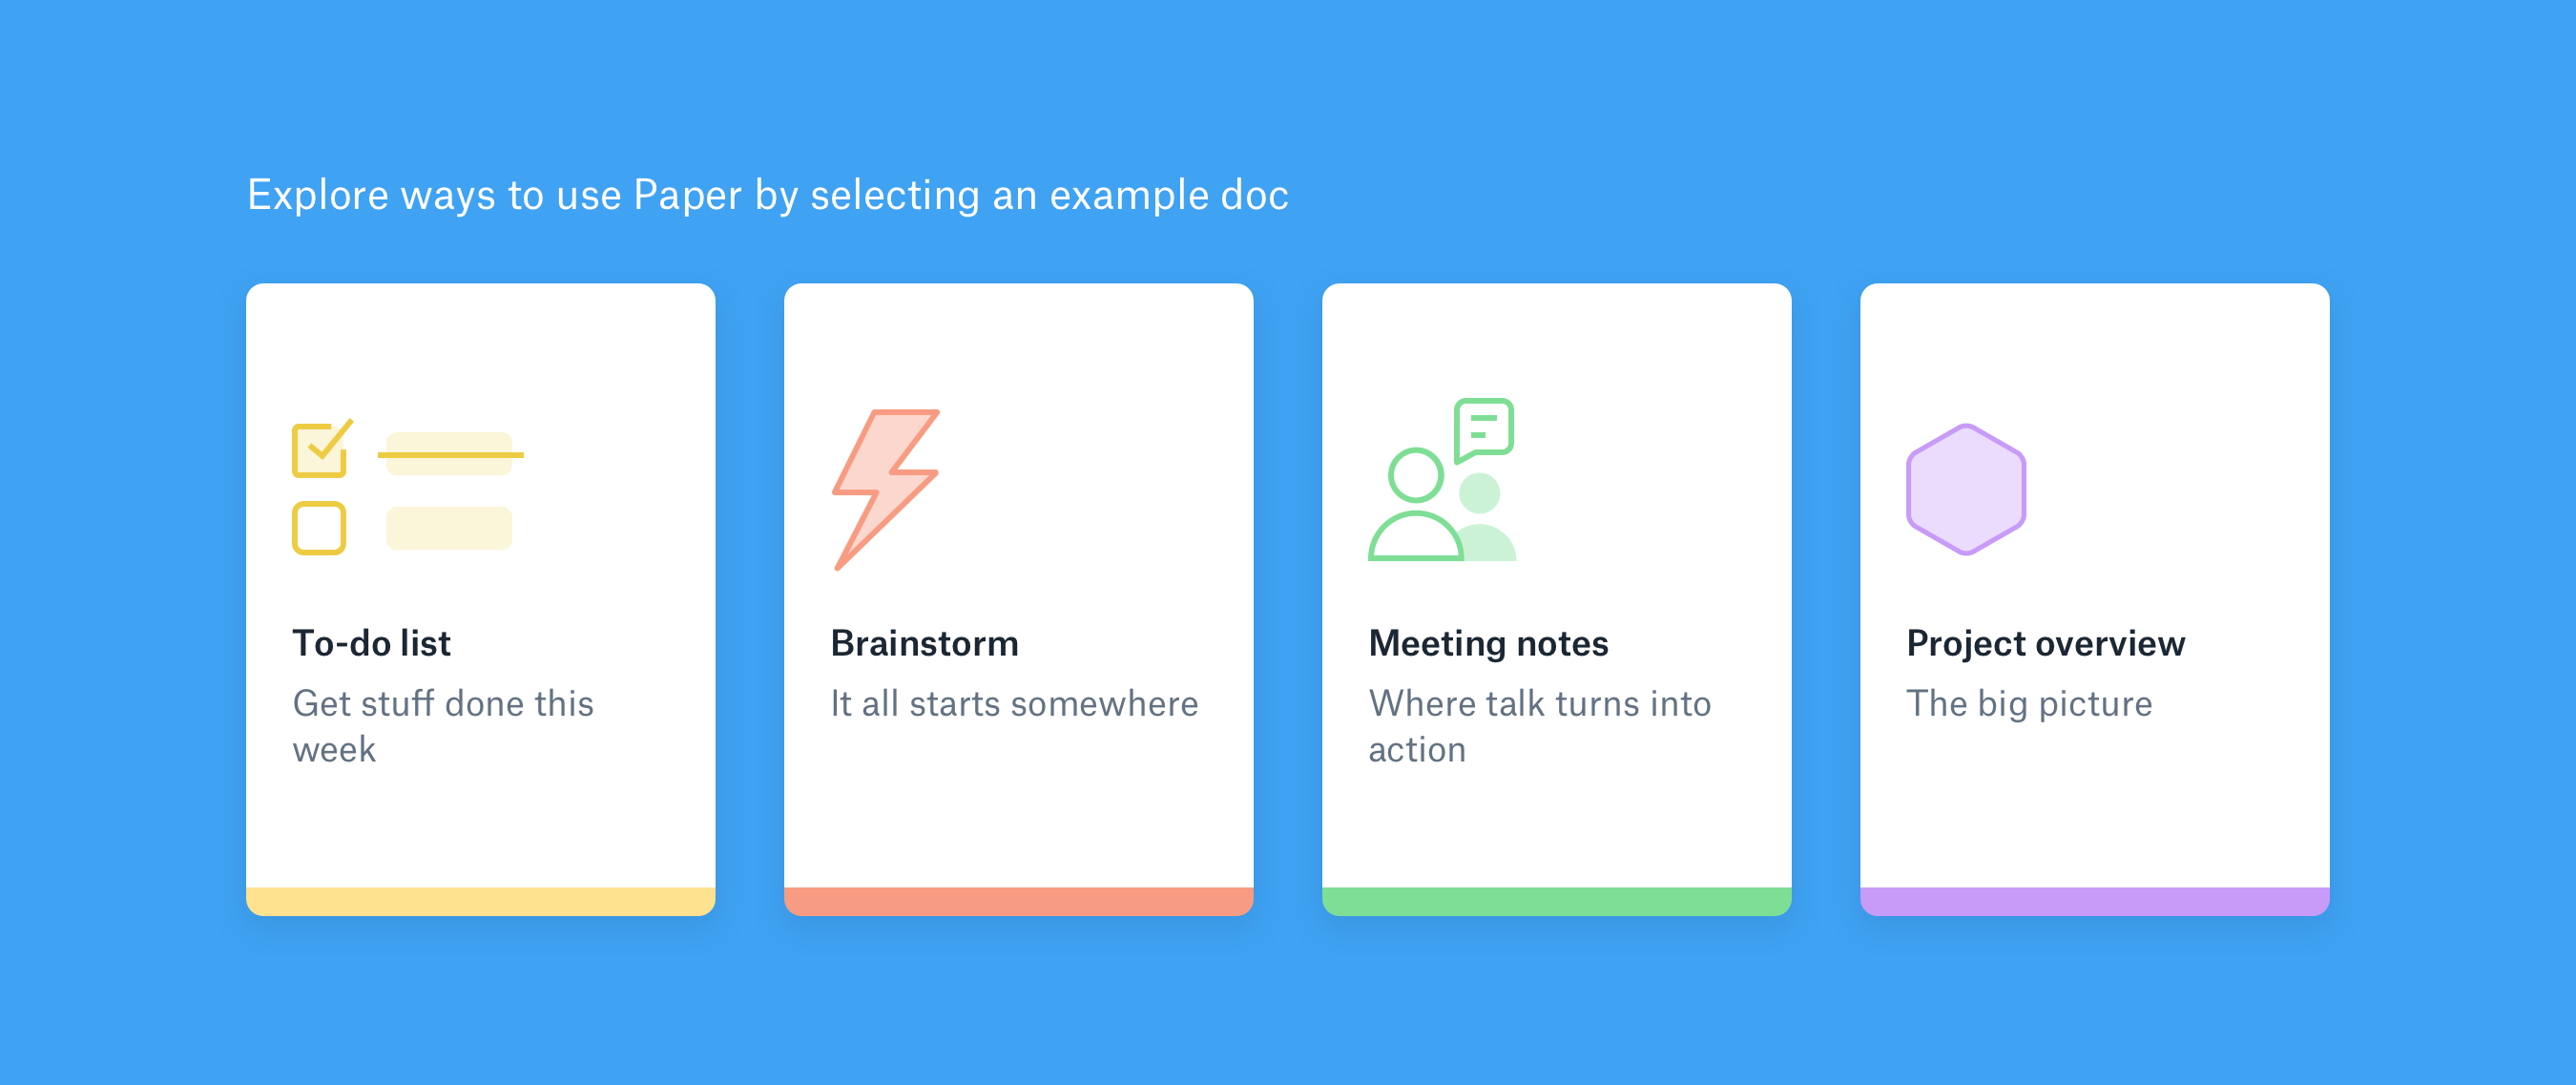 Explore ways to use Paper by selecting an example doc
To-do list
Get stuff done this
week
Brainstorm
It all starts somewhere
Meeting notes
Where talk turns into
action
Project overview
The big picture